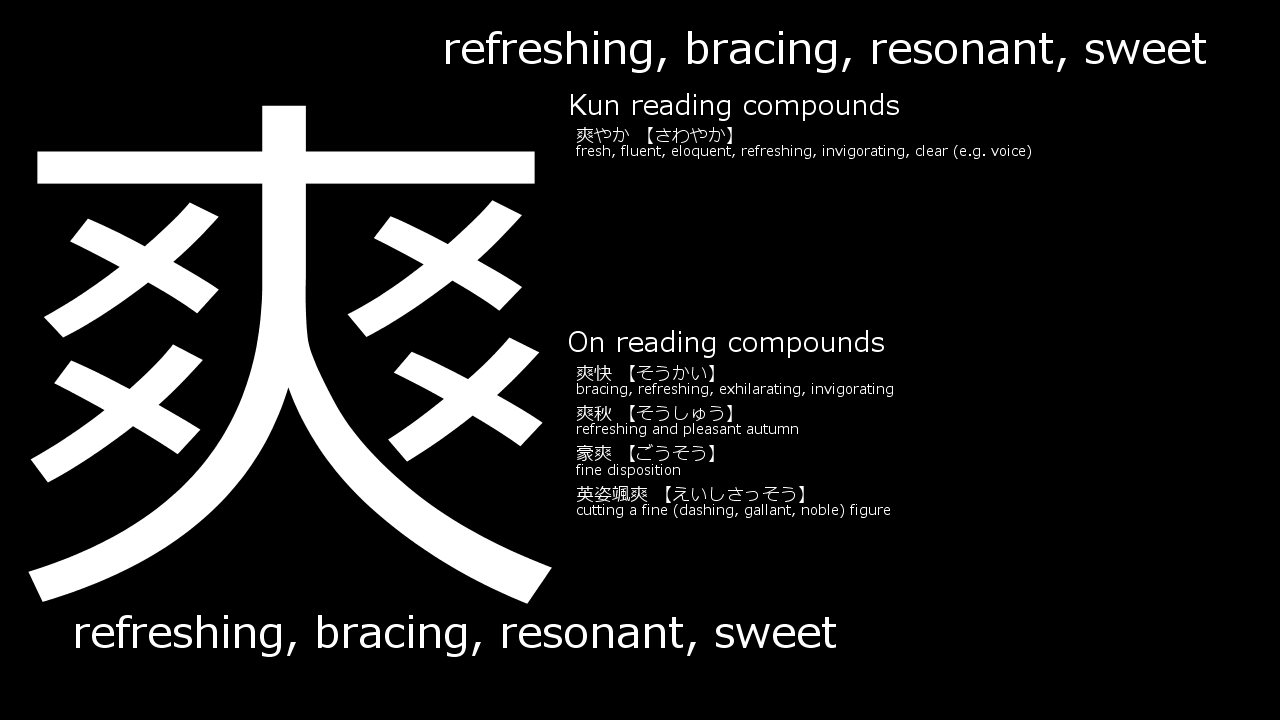 refreshing, bracing, resonant, sweet
爽
Kun reading compounds
爽やか 【さわやか】
fresh, fluent, eloquent, refreshing, invigorating, clear (e.g. voice)
On reading compounds
爽快 【そうかい】
bracing, refreshing, exhilarating, invigorating
爽秋 【そうしゅう】
refreshing and pleasant autumn
豪爽 【ごうそう】
fine disposition
英姿颯爽 【えいしさっそう】
cutting a fine (dashing, gallant, noble) figure
refreshing, bracing, resonant, sweet